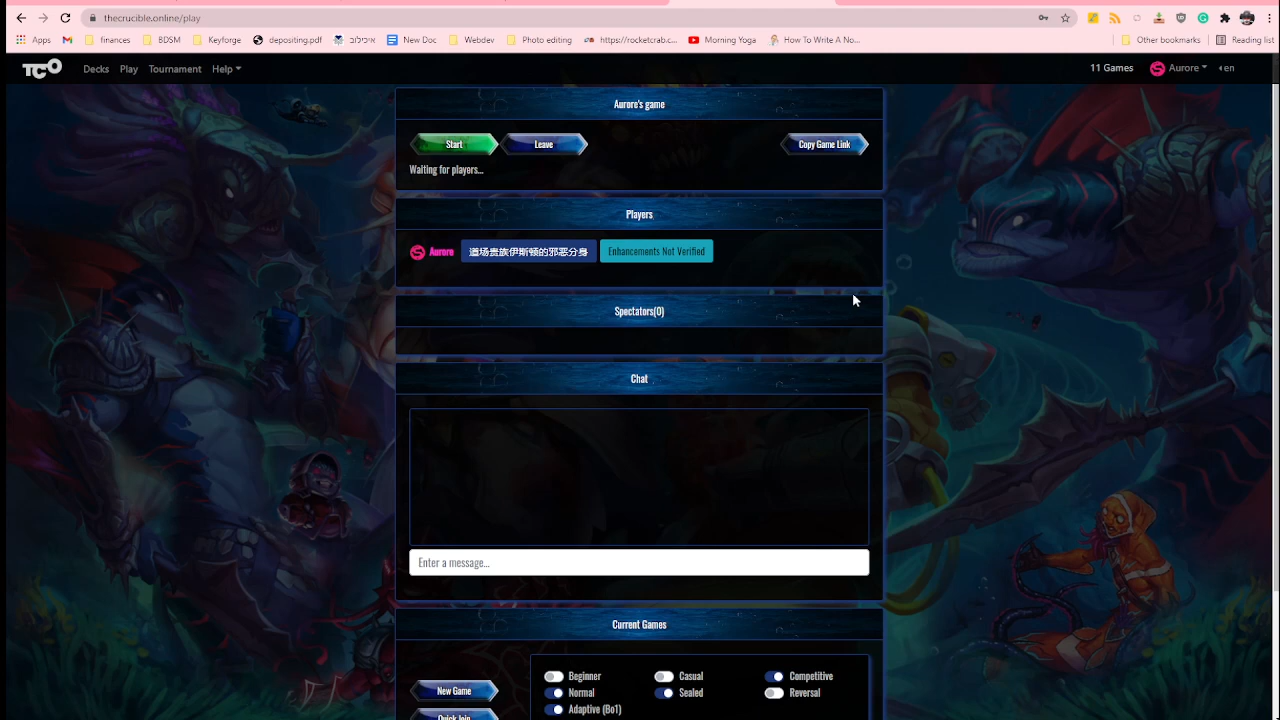 thecrucible.online/play
Apps finances BDSM Keyforge depositing.pdf אייבילוב New Doc Webdev Photo editing https://rocketcrab.c... Morning Yoga How To Write A No... Other bookmarks Reading list
TCO Decks Play Tournament Help 11 Games Aurore en
Aurore's game
Start Leave Copy Game Link
Waiting for players...
Players
Aurore 道场贵族伊斯顿的邪恶分身 Enhancements Not Verified
Spectators(0)
Chat
Enter a message...
Current Games
Beginner Casual Competitive
New Game Normal Sealed Reversal
Quick Join Adaptive (Bo1)